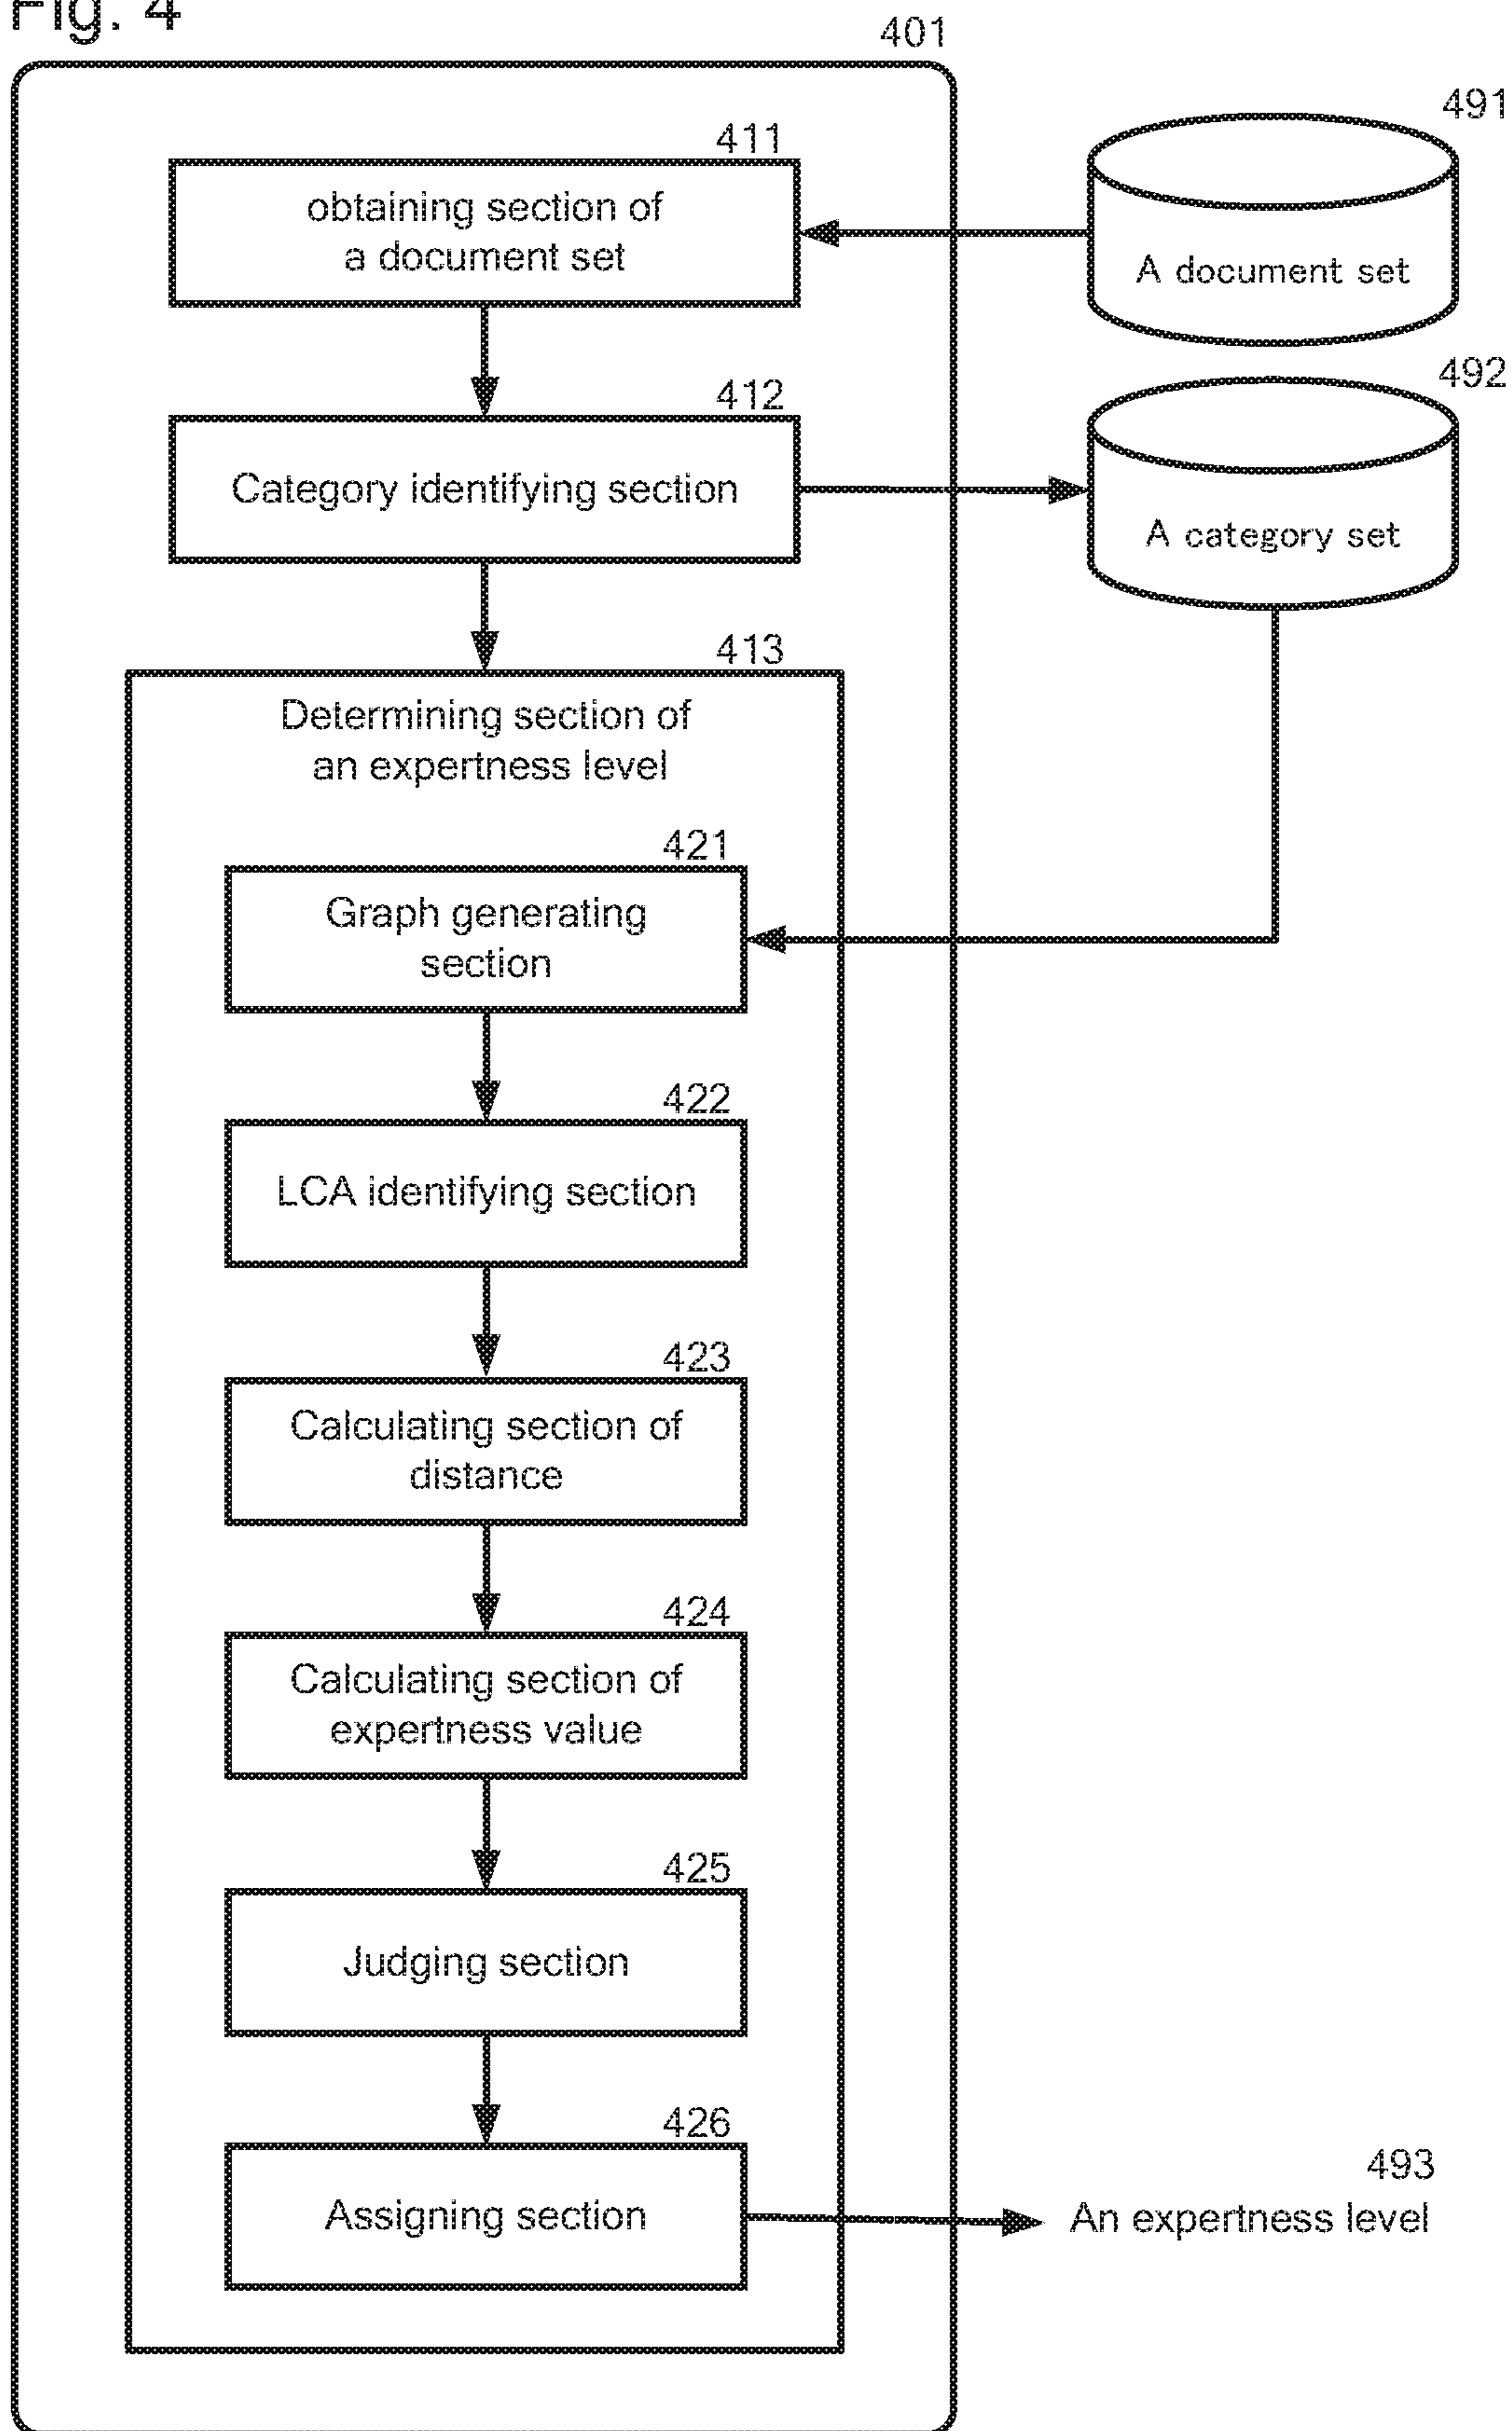 Fig. 4
401
491
411
obtaining section of
a document set
A document set
492
412
Category identifying section
A category set
413
Determining section of
an expertness level
421
Graph generating
section
422
LCA identifying section
423
Calculating section of
distance
424
Calculating section of
expertness value
425
Judging section
426
Assigning section
493
An expertness level